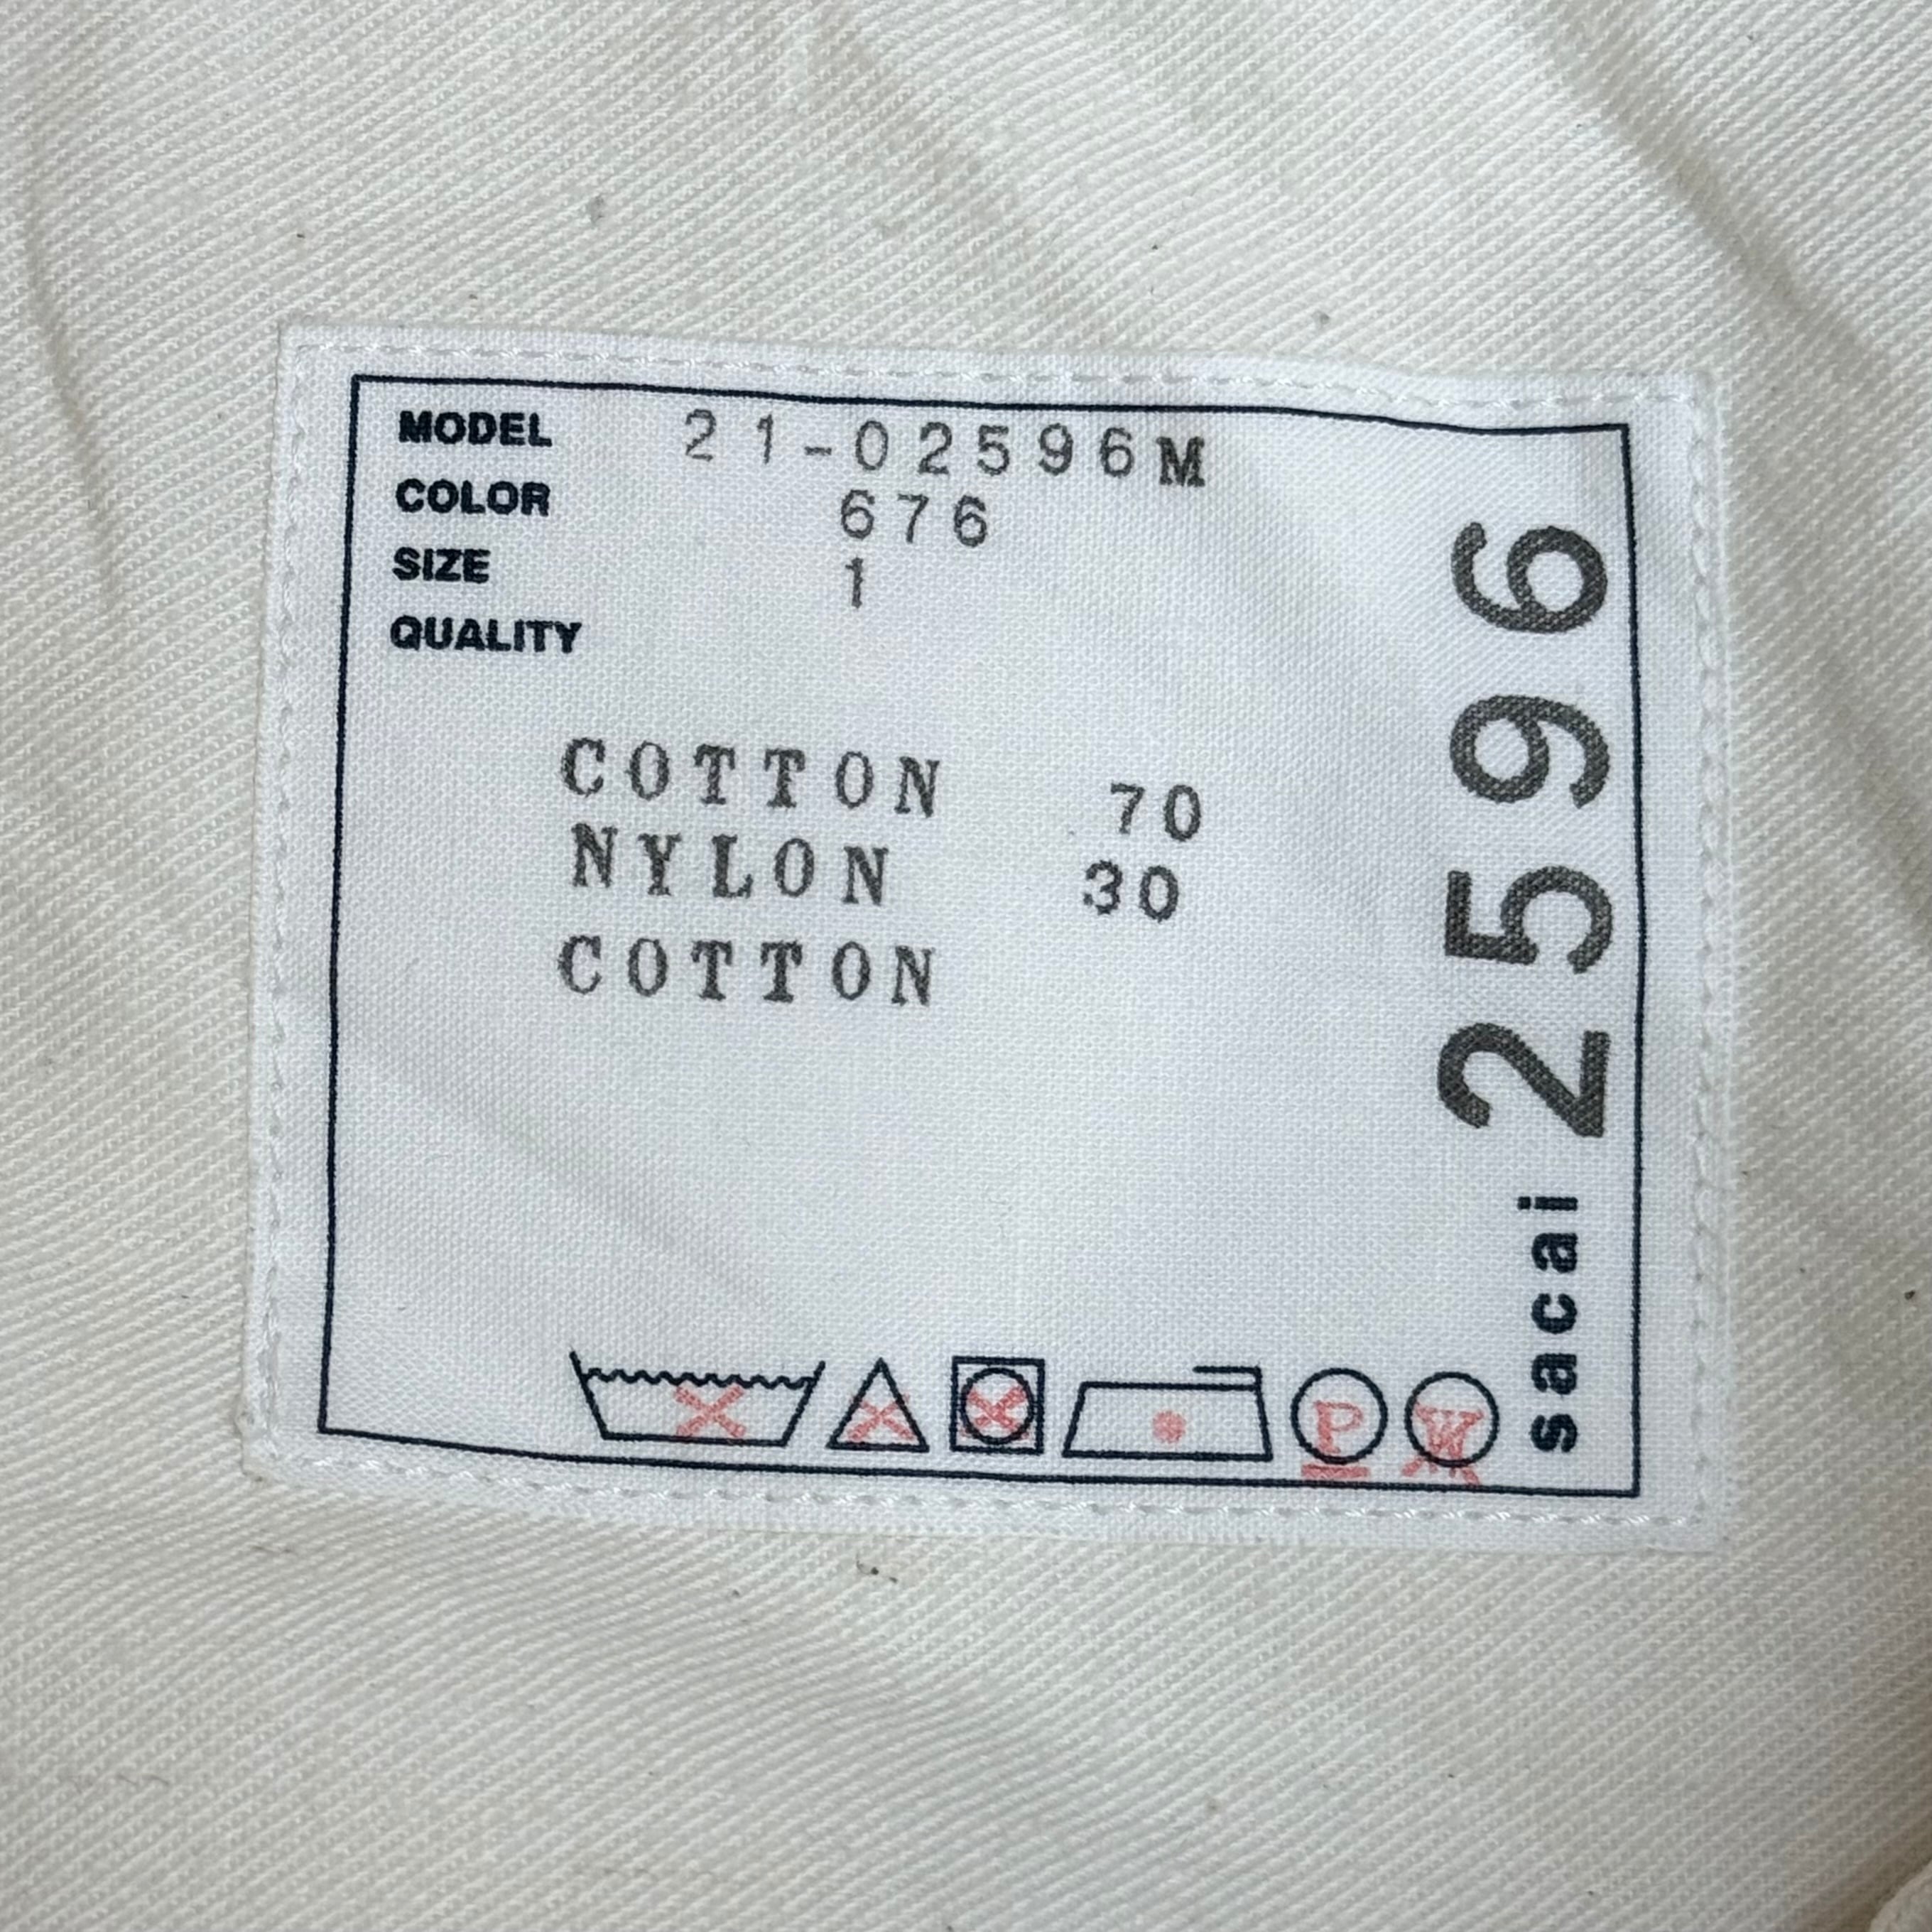 MODEL 21-02596M
COLOR 676
SIZE 1
QUALITY
COTTON 70
NYLON 30
COTTON
P
W
sacai 2596